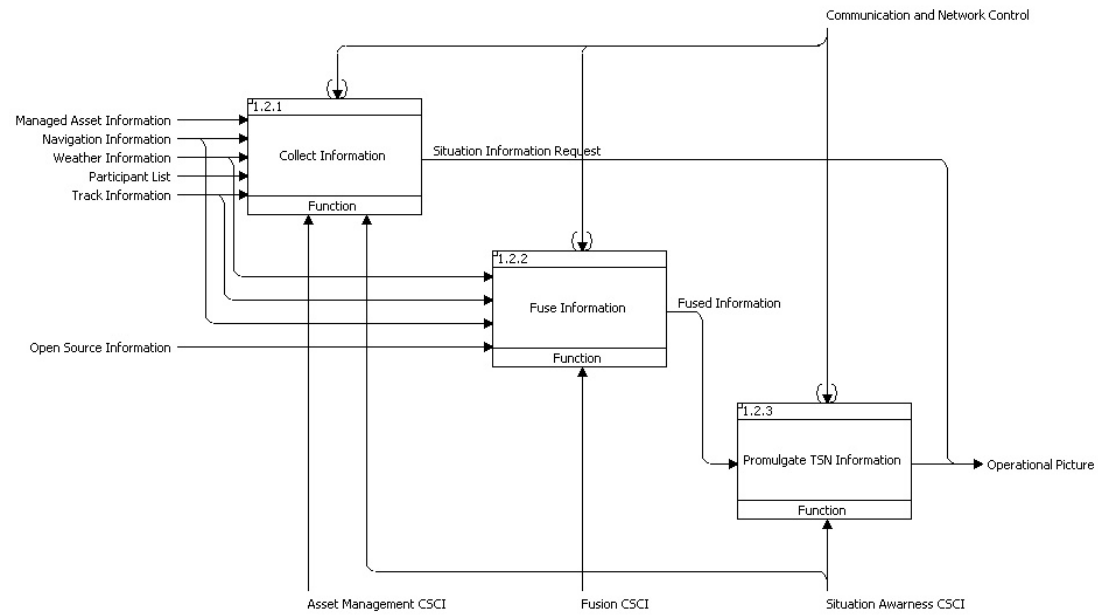 Communication and Network Control
1.2.1
Managed Asset Information
Navigation Information
Weather Information
Participant List
Track Information
Collect Information
Function
Situation Information Request
1.2.2
Fuse Information
Function
Fused Information
Open Source Information
1.2.3
Promulgate TSN Information
Function
Operational Picture
Asset Management CSCI
Fusion CSCI
Situation Awarness CSCI